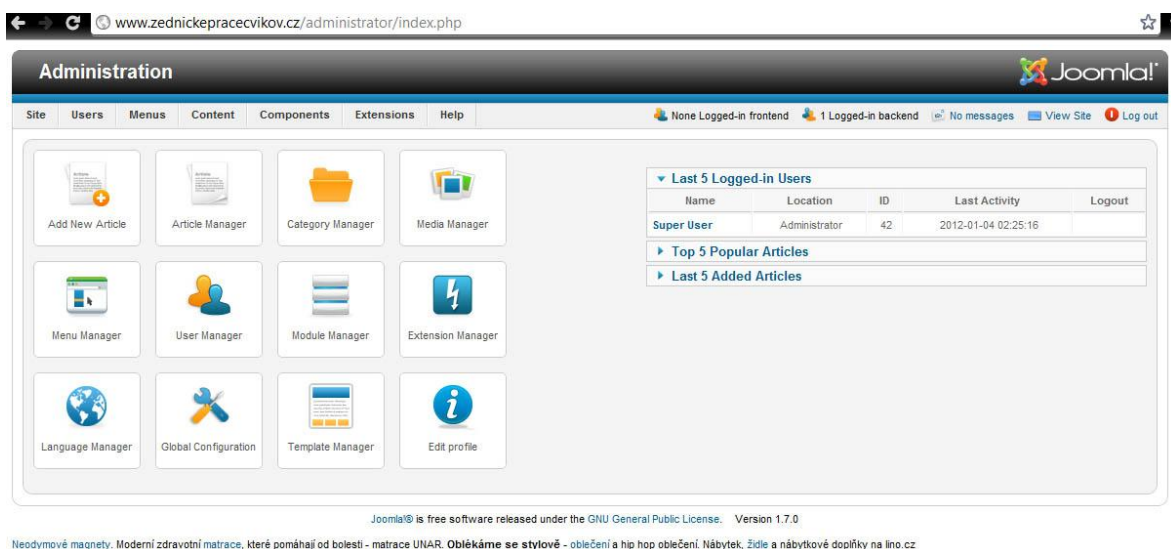 www.zednickepracecvikov.cz/administrator/index.php
Administration
Joomla!
Site Users Menus Content Components Extensions Help
None Logged-in frontend 1 Logged-in backend No messages View Site Log out
Add New Article Article Manager Category Manager Media Manager
Menu Manager User Manager Module Manager Extension Manager
Language Manager Global Configuration Template Manager Edit profile
Last 5 Logged-in Users
Name Location ID Last Activity Logout
Super User Administrator 42 2012-01-04 02:25:16
Top 5 Popular Articles
Last 5 Added Articles
Joomla!® is free software released under the GNU General Public License. Version 1.7.0
Neodymové magnety. Moderní zdravotní matrace, které pomáhají od bolesti - matrace UNAR. Oblékáme se stylově - oblečení a hip hop oblečení. Nábytek, židle a nábytkové doplňky na lino.cz